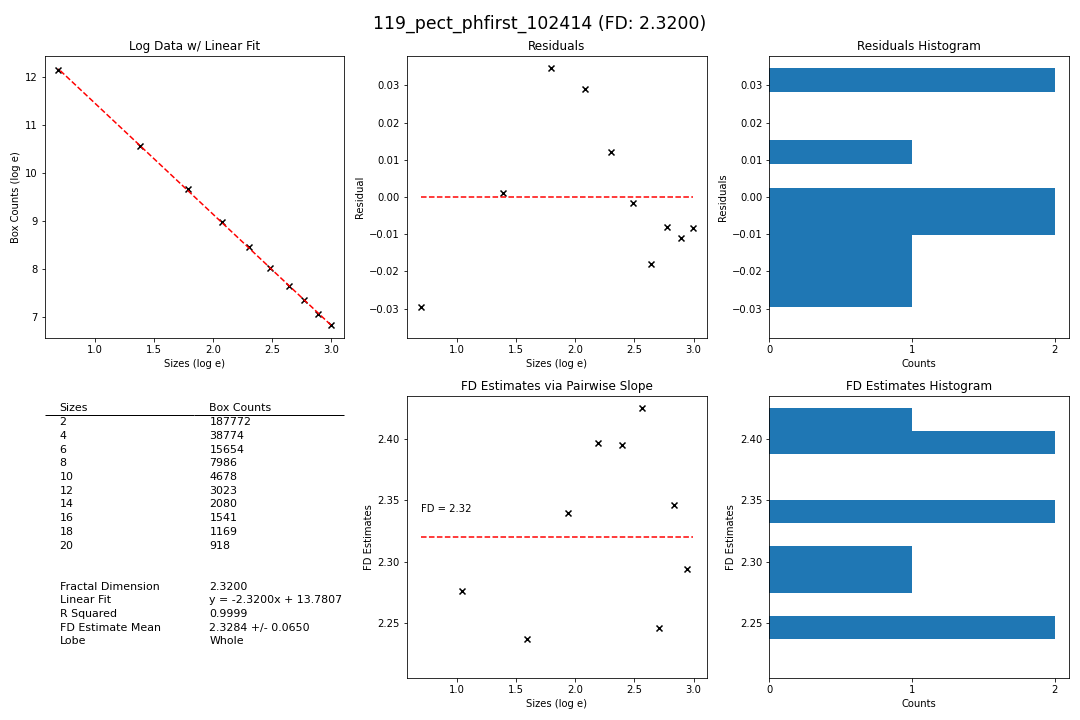 119_pect_phfirst_102414 (FD: 2.3200)
Log Data w/ Linear Fit
Box Counts (log e)
12
11
10
9
8
7
1.0 1.5 2.0 2.5 3.0
Sizes (log e)
Residuals
Residual
0.03
0.02
0.01
0.00
−0.01
−0.02
−0.03
1.0 1.5 2.0 2.5 3.0
Sizes (log e)
Residuals Histogram
Residuals
0.03
0.02
0.01
0.00
−0.01
−0.02
−0.03
0 1 2
Counts
Sizes Box Counts
2 187772
4 38774
6 15654
8 7986
10 4678
12 3023
14 2080
16 1541
18 1169
20 918
Fractal Dimension 2.3200
Linear Fit y = -2.3200x + 13.7807
R Squared 0.9999
FD Estimate Mean 2.3284 +/- 0.0650
Lobe Whole
FD Estimates via Pairwise Slope
FD Estimates
2.40
2.35
2.30
2.25
FD = 2.32
1.0 1.5 2.0 2.5 3.0
Sizes (log e)
FD Estimates Histogram
FD Estimates
2.40
2.35
2.30
2.25
0 1 2
Counts